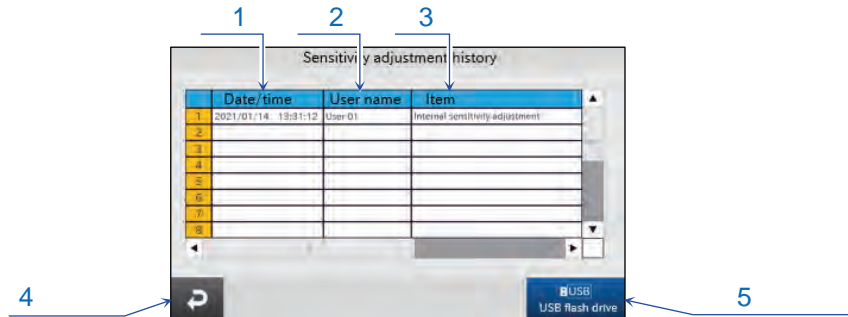 1 2 3
Sensitivity adjustment history
Date/time User name Item
1 2021/01/14 13:31:12 User 01 Internal sensitivity adjustment
2
3
4
5
6
7
8
4 USB 5
USB flash drive